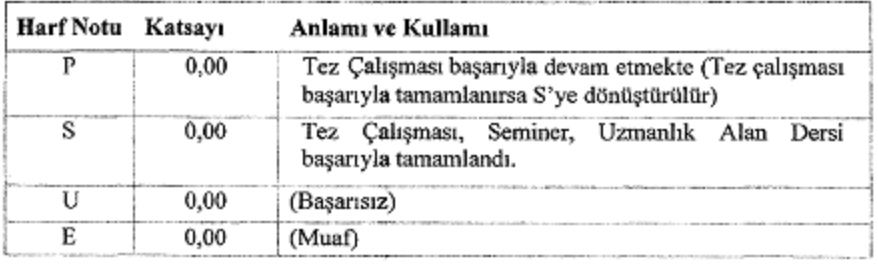 Harf Notu Katsayı Anlamı ve Kullamı
P 0,00 Tez Çalışması başarıyla devam etmekte (Tez çalışması
başarıyla tamamlanırsa S'ye dönüştürülür)
S 0,00 Tez Çalışması, Seminer, Uzmanlık Alan Dersi
başarıyla tamamlandı.
U 0,00 (Başarısız)
E 0,00 (Muaf)